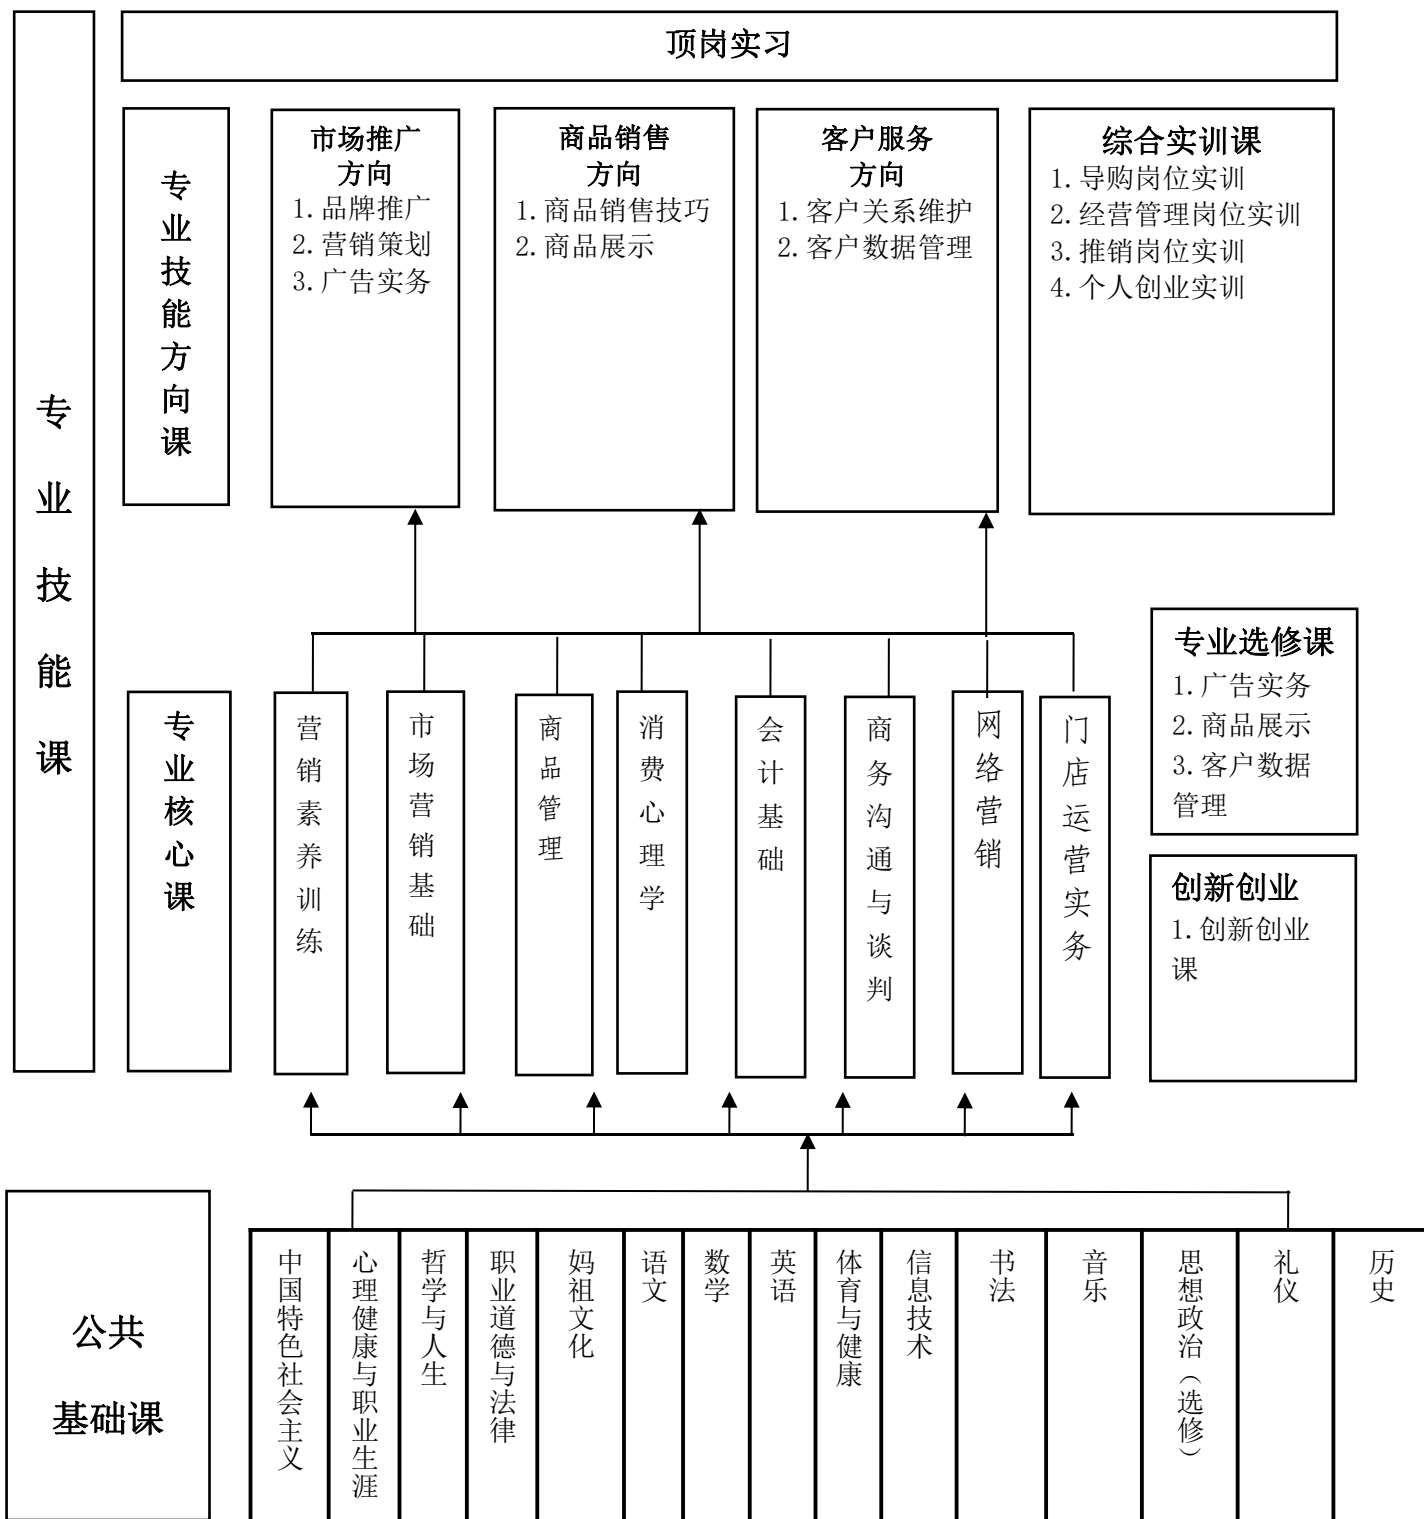 专业技能课
顶岗实习
专业技能方向课
市场推广
方向
1.品牌推广
2.营销策划
3.广告实务
商品销售
方向
1.商品销售技巧
2.商品展示
客户服务
方向
1.客户关系维护
2.客户数据管理
综合实训课
1.导购岗位实训
2.经营管理岗位实训
3.推销岗位实训
4.个人创业实训
专业核心课
营销素养训练
市场营销基础
商品管理
消费心理学
会计基础
商务沟通与谈判
网络营销
门店运营实务
专业选修课
1.广告实务
2.商品展示
3.客户数据
管理
创新创业
1.创新创业
课
公共
基础课
中国特色社会主义
心理健康与职业生涯
哲学与人生
职业道德与法律
妈祖文化
语文
数学
英语
体育与健康
信息技术
书法
音乐
思想政治（选修）
礼仪
历史